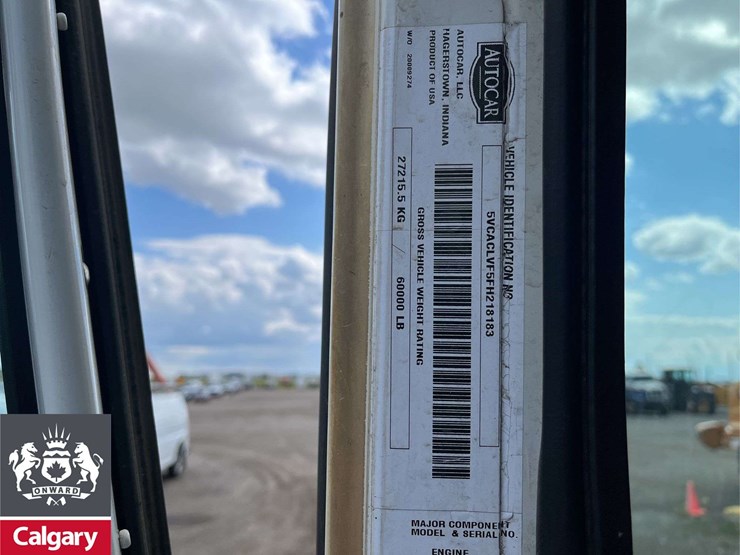 AUTOCAR
AUTOCAR, LLC
HAGERSTOWN, INDIANA
PRODUCT OF USA
W/O 28089274
VEHICLE IDENTIFICATION NO
5VCACLVF5FH218183
GROSS VEHICLE WEIGHT RATING
27215.5 KG / 60000 LB
MAJOR COMPONENT
MODEL & SERIAL NO.
ENGINE
ONWARD
Calgary